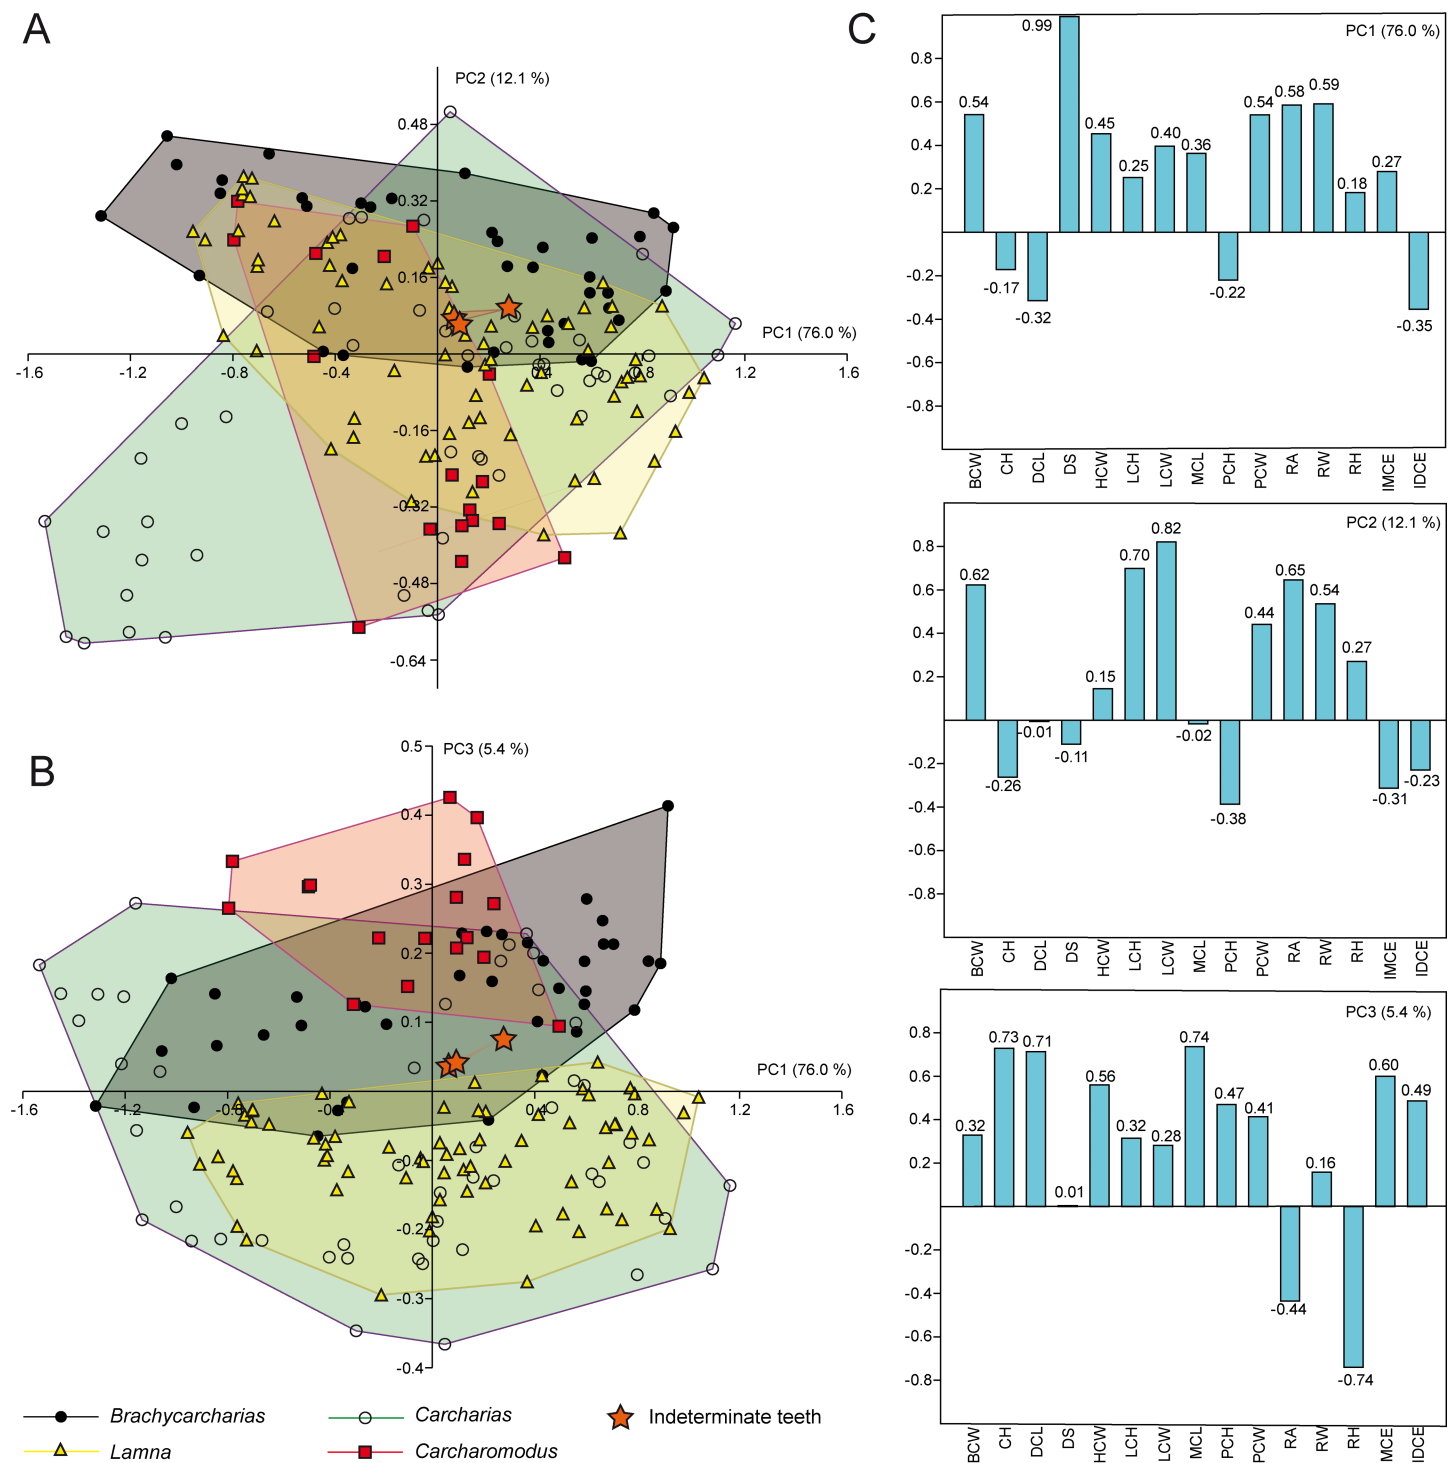 A
PC2 (12.1 %)
0.48
0.32
0.16
PC1 (76.0 %)
-1.6
-1.2
-0.8
-0.4
0.4
0.8
1.2
1.6
-0.16
-0.32
-0.48
-0.64
B
0.5
PC3 (5.4 %)
0.4
0.3
0.2
0.1
PC1 (76.0 %)
-1.6
-1.2
-0.8
0.4
0.8
1.2
1.6
-0.2
-0.3
-0.4
Brachycarcharias
Carcharias
Indeterminate teeth
Lamna
Carcharomodus
C
PC1 (76.0 %)
0.8
0.6
0.4
0.2
-0.2
-0.4
-0.6
-0.8
0.54
-0.17
-0.32
0.99
0.45
0.25
0.40
0.36
-0.22
0.54
0.58
0.59
0.18
0.27
-0.35
BCW
CH
DCL
DS
HCW
LCH
LCW
MCL
PCH
PCW
RA
RW
RH
IMCE
IDCE
PC2 (12.1 %)
0.8
0.6
0.4
0.2
-0.2
-0.4
-0.6
-0.8
0.62
-0.26
-0.01
-0.11
0.15
0.70
0.82
-0.02
-0.38
0.44
0.65
0.54
0.27
-0.31
-0.23
BCW
CH
DCL
DS
HCW
LCH
LCW
MCL
PCH
PCW
RA
RW
RH
IMCE
IDCE
PC3 (5.4 %)
0.8
0.6
0.4
0.2
-0.2
-0.4
-0.6
-0.8
0.32
0.73
0.71
0.01
0.56
0.32
0.28
0.74
0.47
0.41
-0.44
0.16
-0.74
0.60
0.49
BCW
CH
DCL
DS
HCW
LCH
LCW
MCL
PCH
PCW
RA
RW
RH
MCE
IDCE